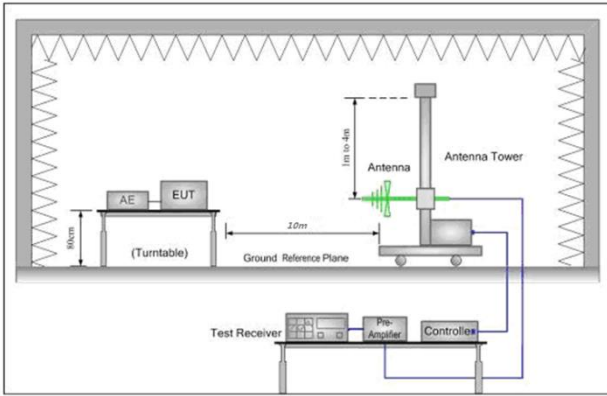 1m to 4m
Antenna
Antenna Tower
AE
EUT
80cm
(Turntable)
10m
Ground Reference Plane
Test Receiver
Pre-
Amplifier
Controlle